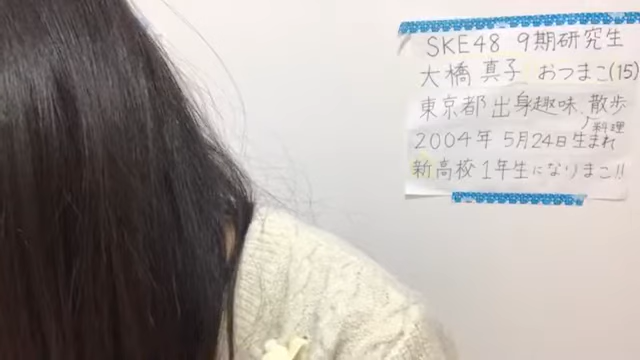 SKE48 9期研究生
大橋真子 おつまこ(15)
東京都出身趣味、散歩
料理
2004年 5月24日生まれ
新高校1年生になりまこ!!